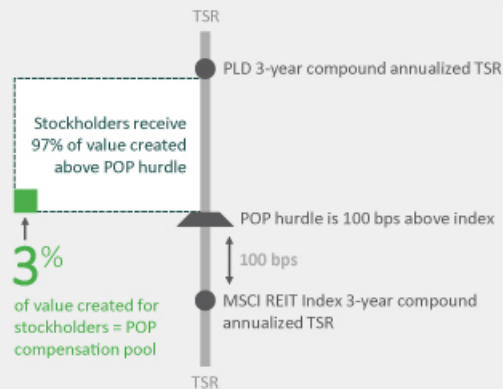 TSR
PLD 3-year compound annualized TSR
Stockholders receive
97% of value created
above POP hurdle
POP hurdle is 100 bps above index
3%
100 bps
of value created for
stockholders = POP
compensation pool
MSCI REIT Index 3-year compound
annualized TSR
TSR